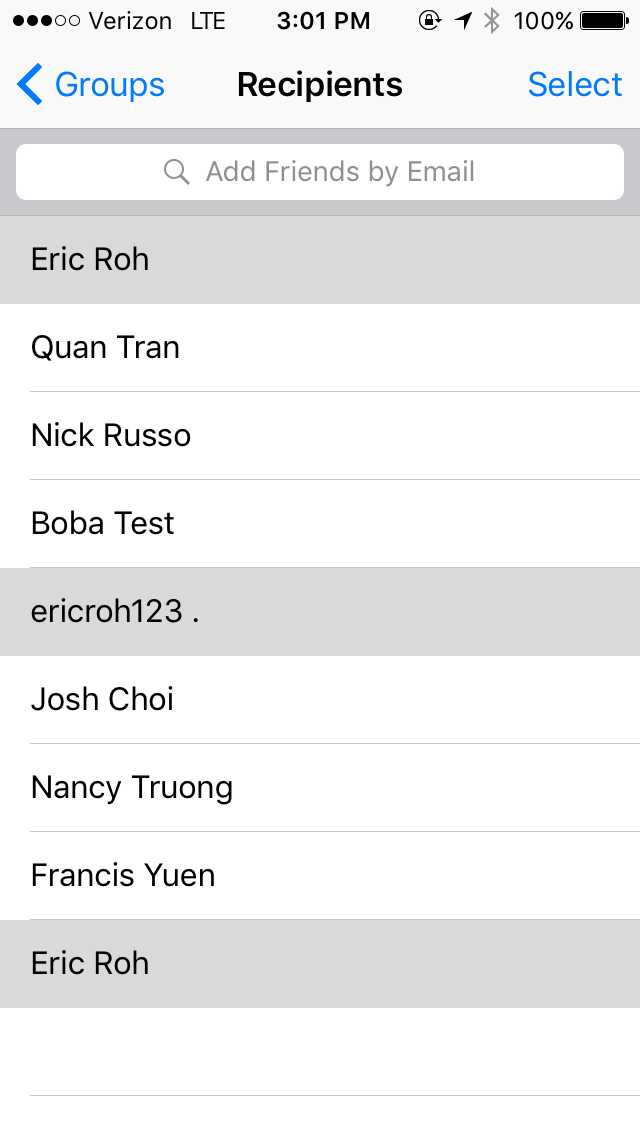 Verizon LTE 3:01 PM 100%
Groups Recipients Select
Add Friends by Email
Eric Roh
Quan Tran
Nick Russo
Boba Test
ericroh123 .
Josh Choi
Nancy Truong
Francis Yuen
Eric Roh